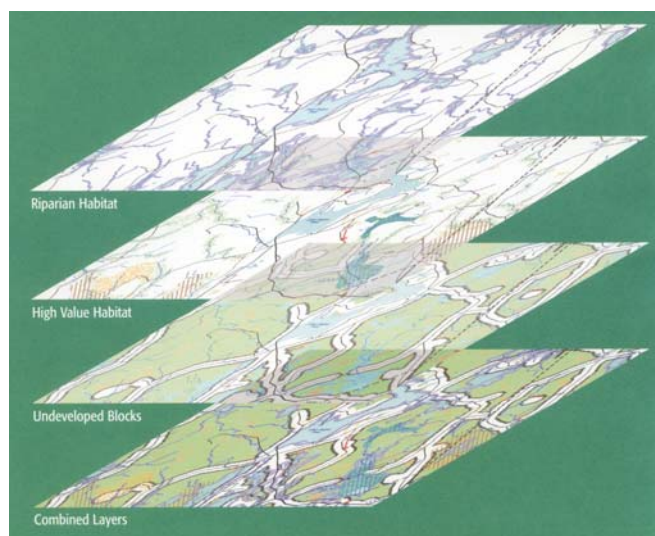 Riparian Habitat
High Value Habitat
Undeveloped Blocks
Combined Layers